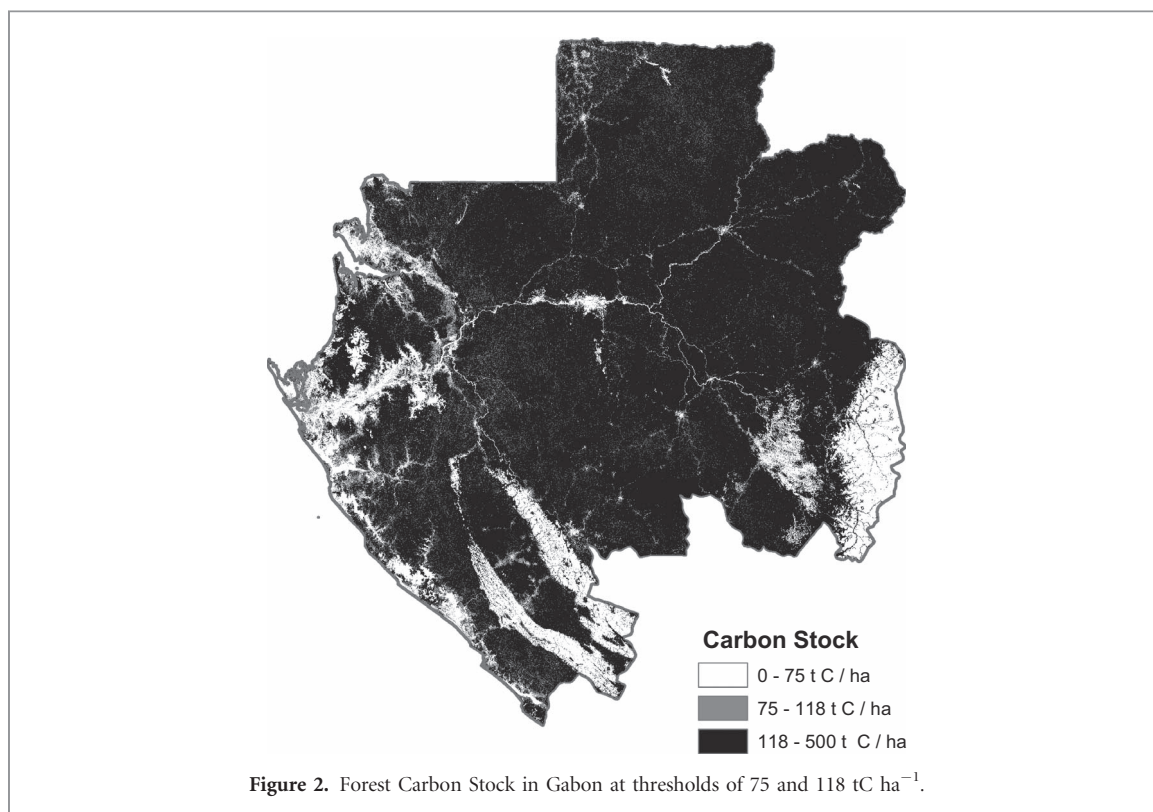 Carbon Stock
0 - 75 t C / ha
75 - 118 t C / ha
118 - 500 t C / ha
Figure 2. Forest Carbon Stock in Gabon at thresholds of 75 and 118 tC ha⁻¹.